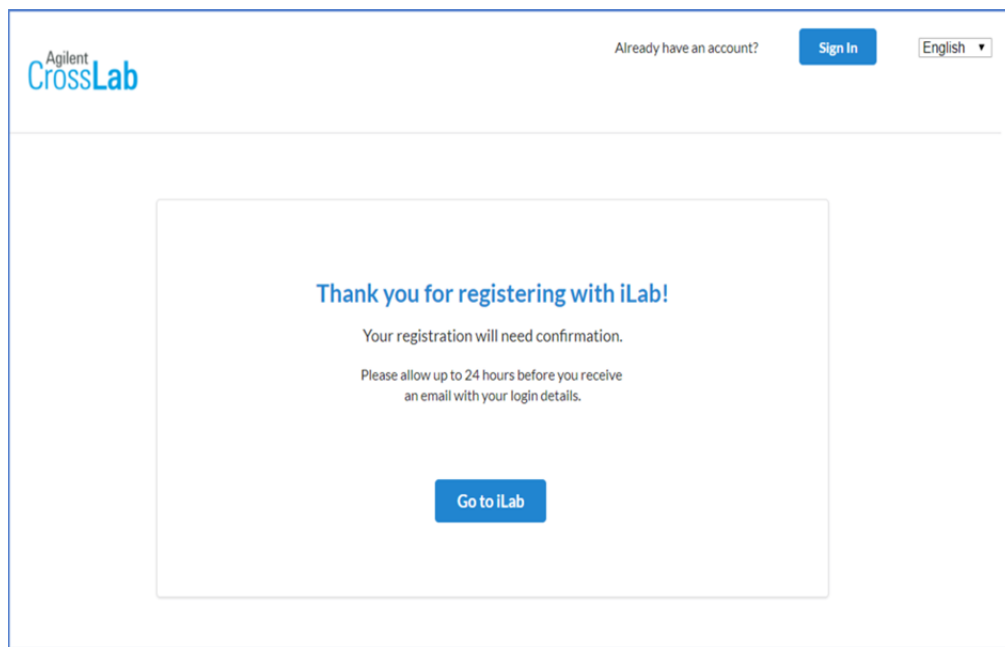 Agilent
CrossLab
Already have an account?
Sign In
English
Thank you for registering with iLab!
Your registration will need confirmation.
Please allow up to 24 hours before you receive
an email with your login details.
Go to iLab